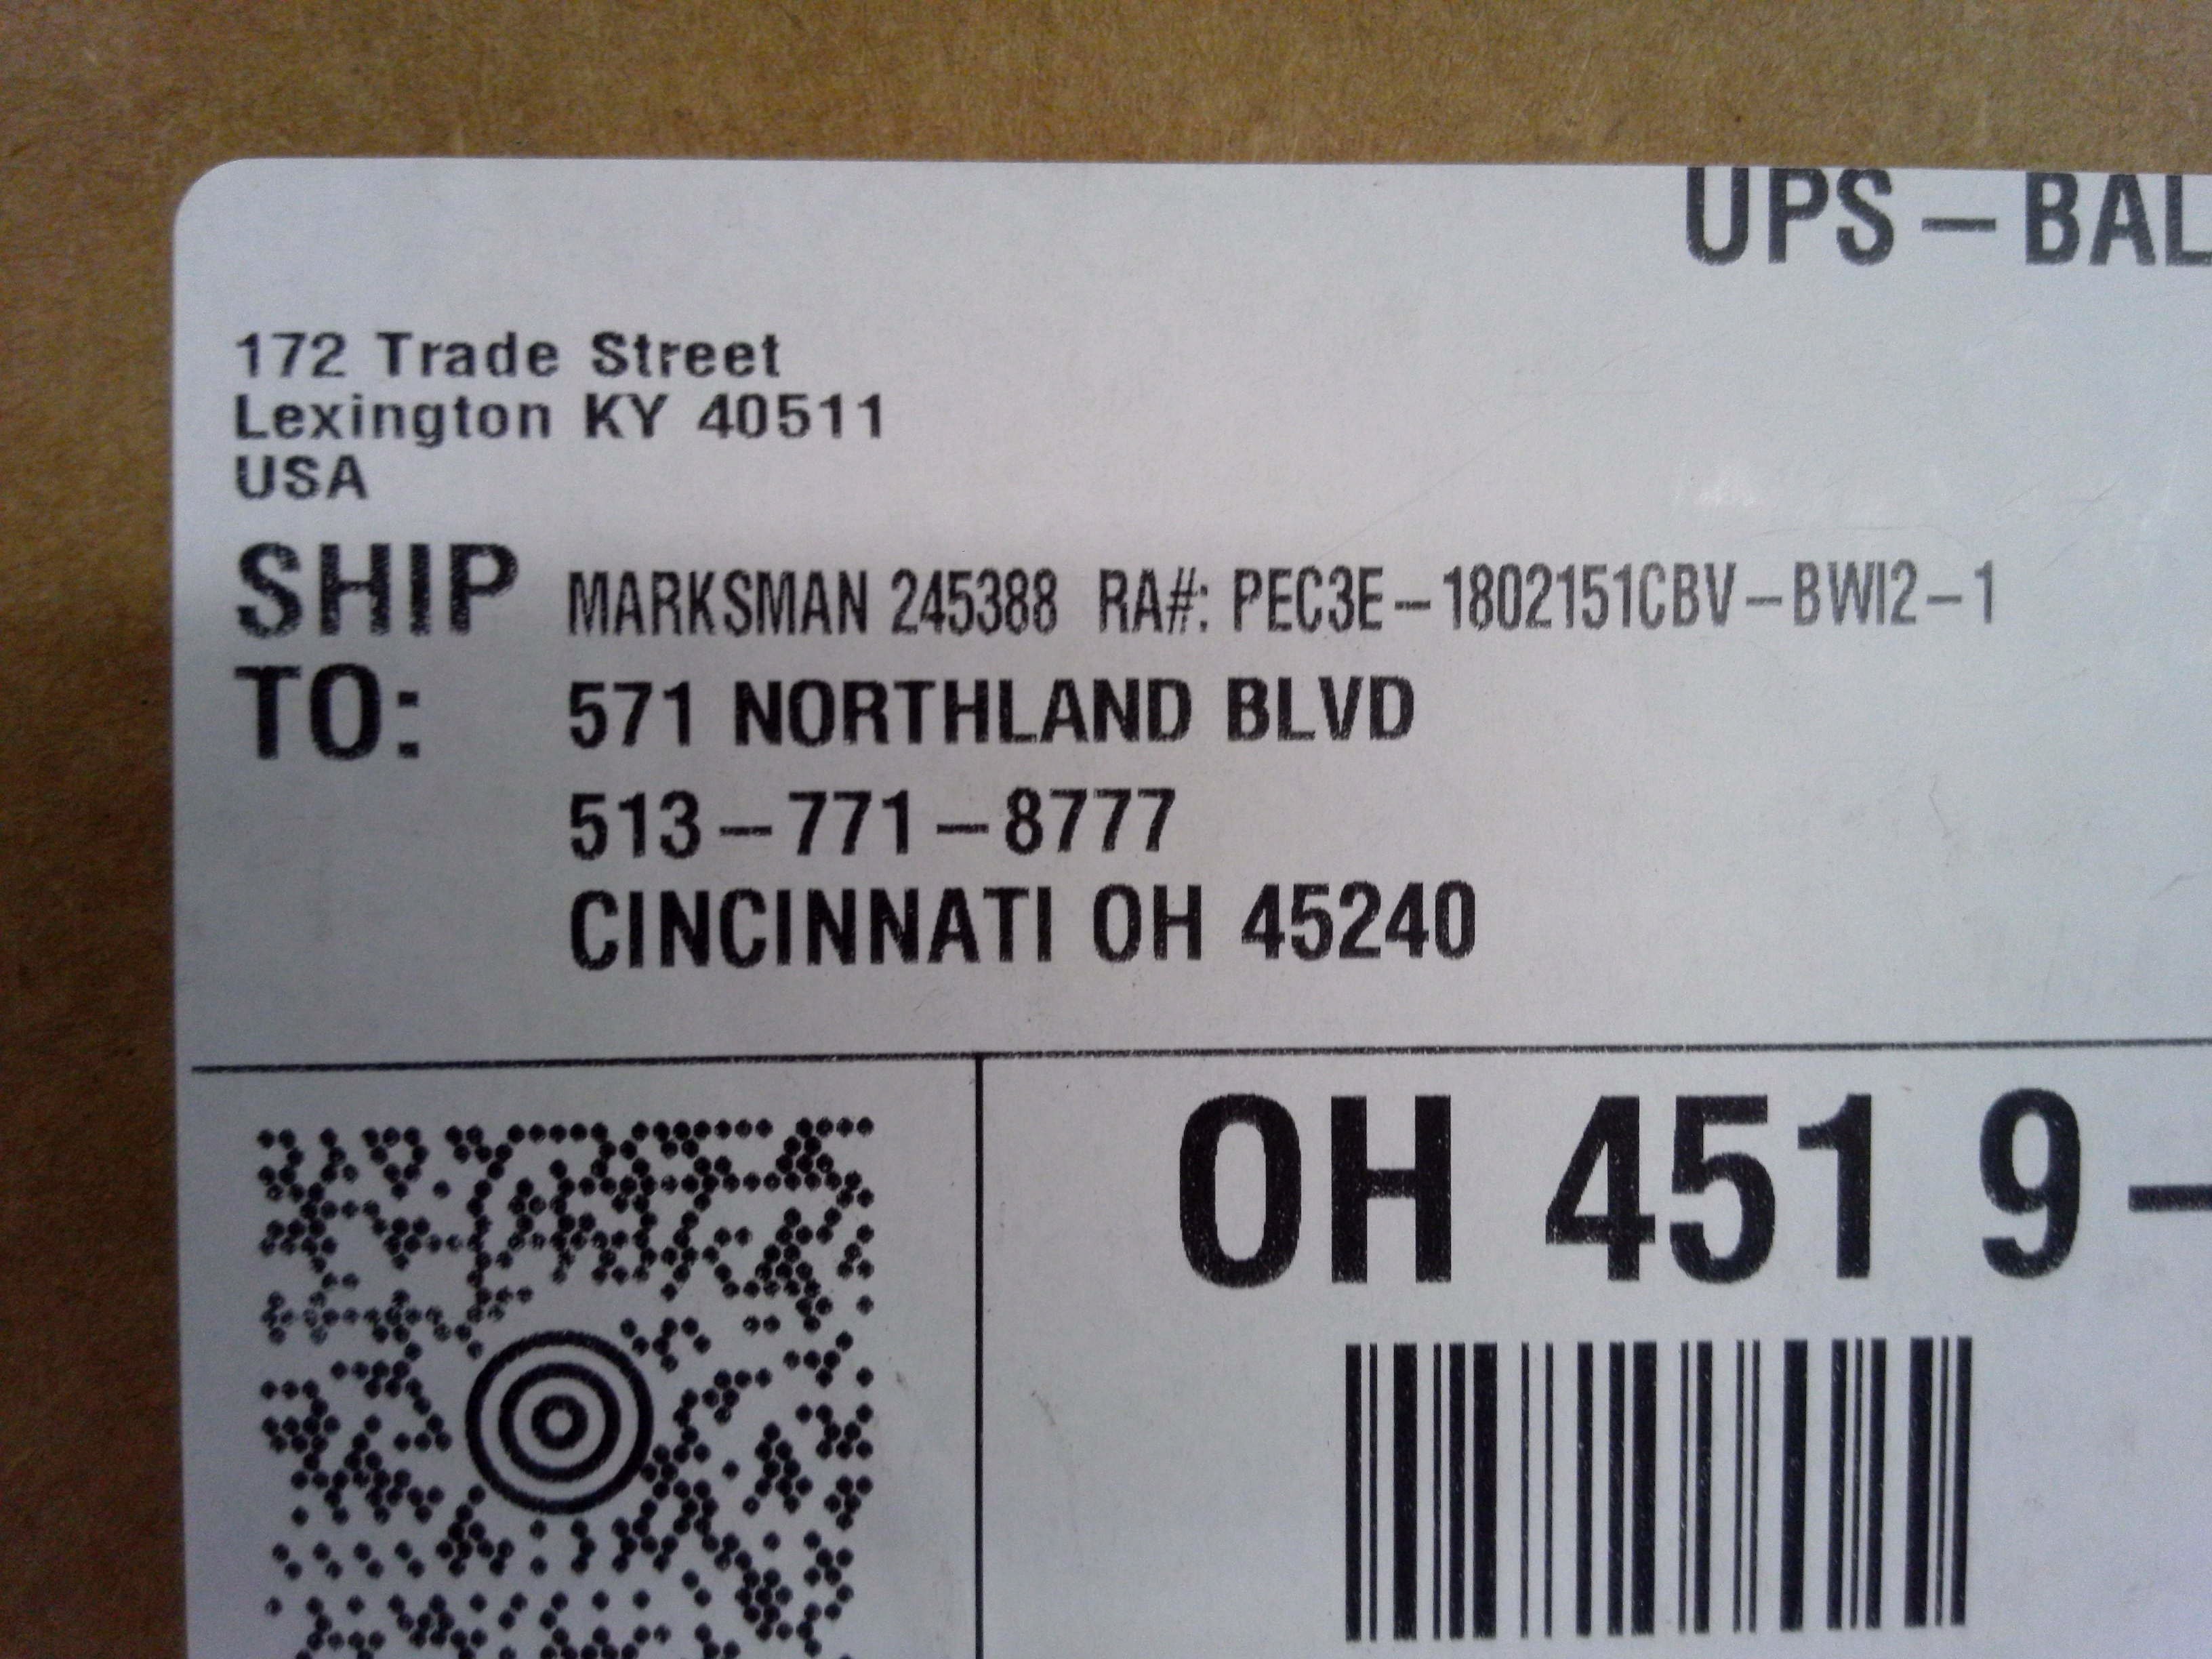 UPS – BAL
172 Trade Street
Lexington KY 40511
USA
SHIP TO:
MARKSMAN 245388 RA#: PEC3E–1802151CBV–BWI2–1
571 NORTHLAND BLVD
513–771–8777
CINCINNATI OH 45240
OH 451 9–